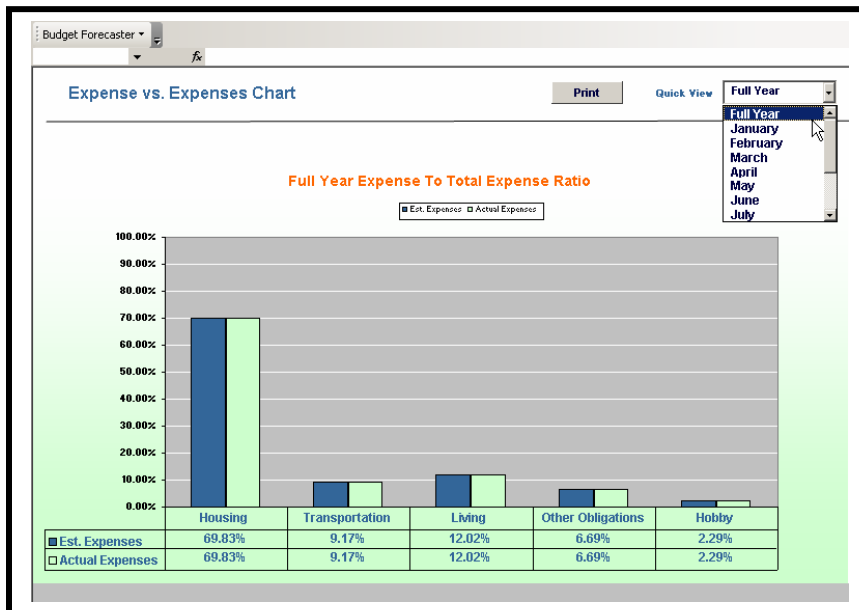 Budget Forecaster
fx
Expense vs. Expenses Chart
Print
Quick View
Full Year
Full Year
January
February
March
April
May
June
July
Full Year Expense To Total Expense Ratio
Est. Expenses Actual Expenses
100.00%
90.00%
80.00%
70.00%
60.00%
50.00%
40.00%
30.00%
20.00%
10.00%
0.00%
Housing Transportation Living Other Obligations Hobby
Est. Expenses 69.83% 9.17% 12.02% 6.69% 2.29%
Actual Expenses 69.83% 9.17% 12.02% 6.69% 2.29%